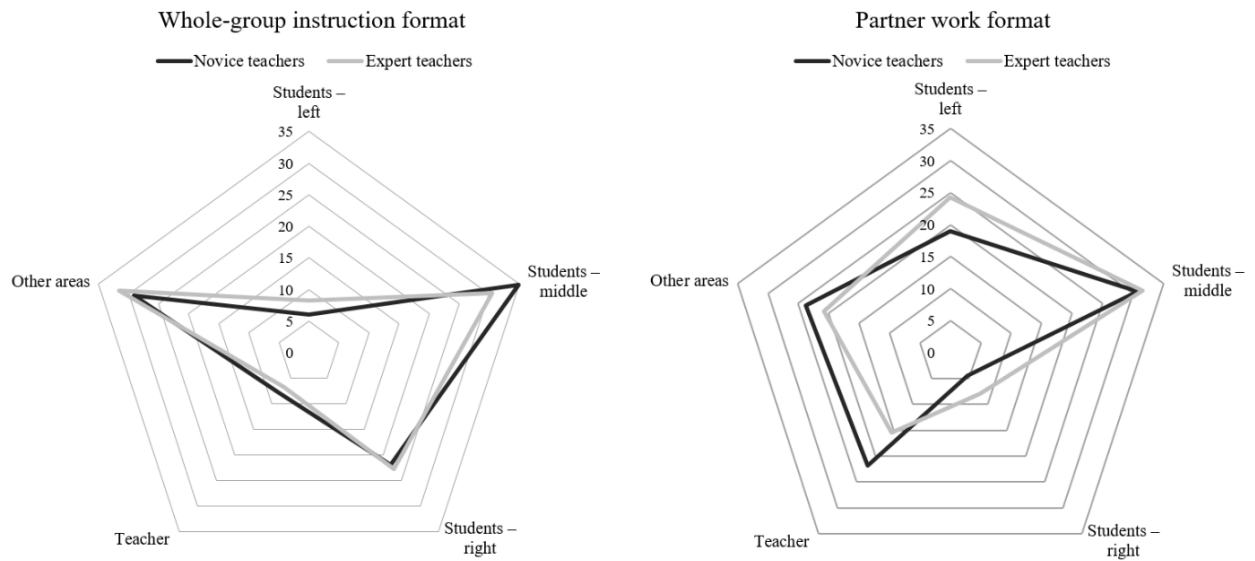 Whole-group instruction format
Novice teachers
Expert teachers
Students –
left
35
30
25
20
15
10
5
0
Other areas
Students –
middle
Teacher
Students –
right
Partner work format
Novice teachers
Expert teachers
Students –
left
35
30
25
20
15
10
5
0
Other areas
Students –
middle
Teacher
Students –
right